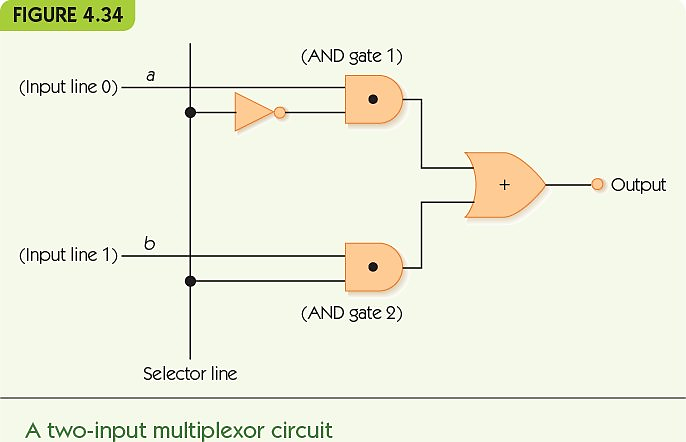 FIGURE 4.34
(AND gate 1)
(Input line 0)
a
+
Output
(Input line 1)
b
(AND gate 2)
Selector line
A two-input multiplexor circuit